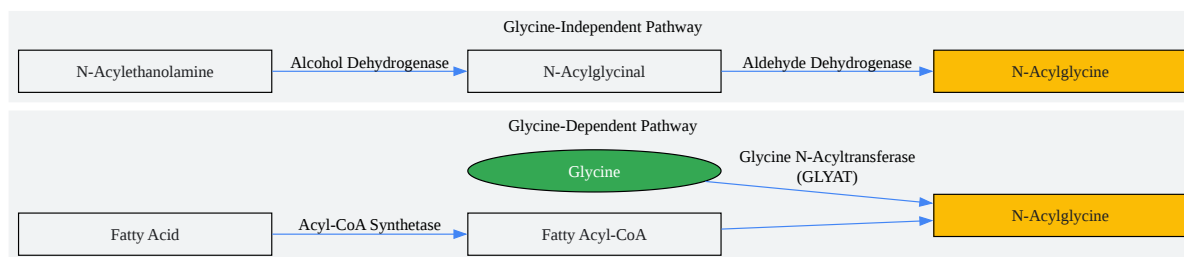 Glycine-Independent Pathway
N-Acylethanolamine
Alcohol Dehydrogenase
N-Acylglycinal
Aldehyde Dehydrogenase
N-Acylglycine
Glycine-Dependent Pathway
Glycine
Glycine N-Acyltransferase
(GLYAT)
Fatty Acid
Acyl-CoA Synthetase
Fatty Acyl-CoA
N-Acylglycine